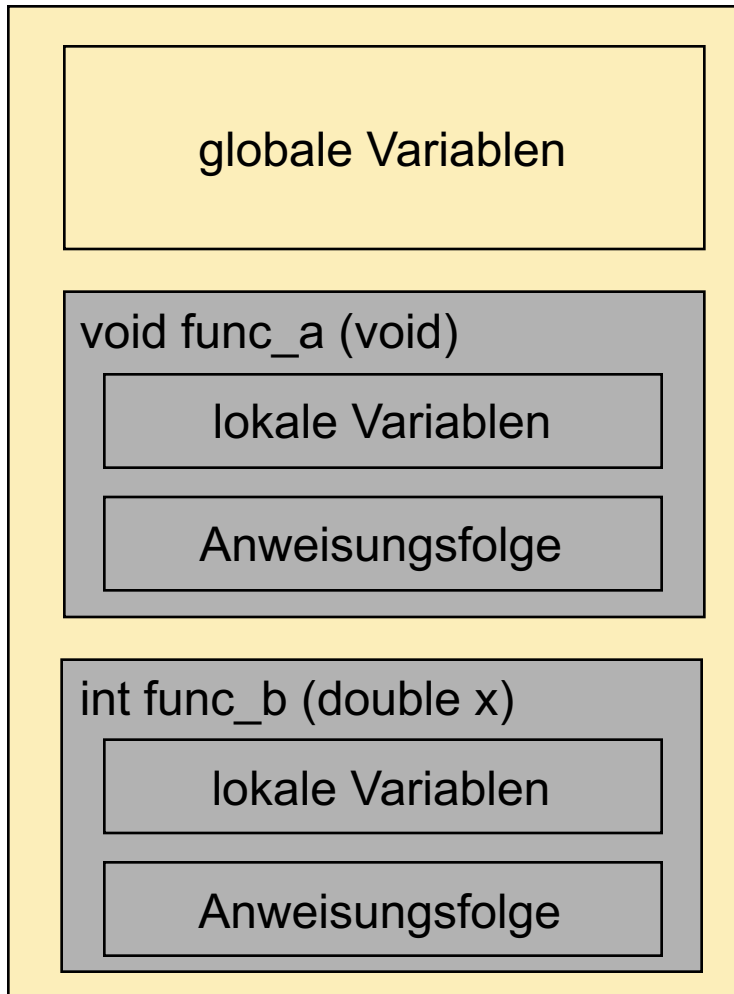 globale Variablen
void func_a (void)
lokale Variablen
Anweisungsfolge
int func_b (double x)
lokale Variablen
Anweisungsfolge